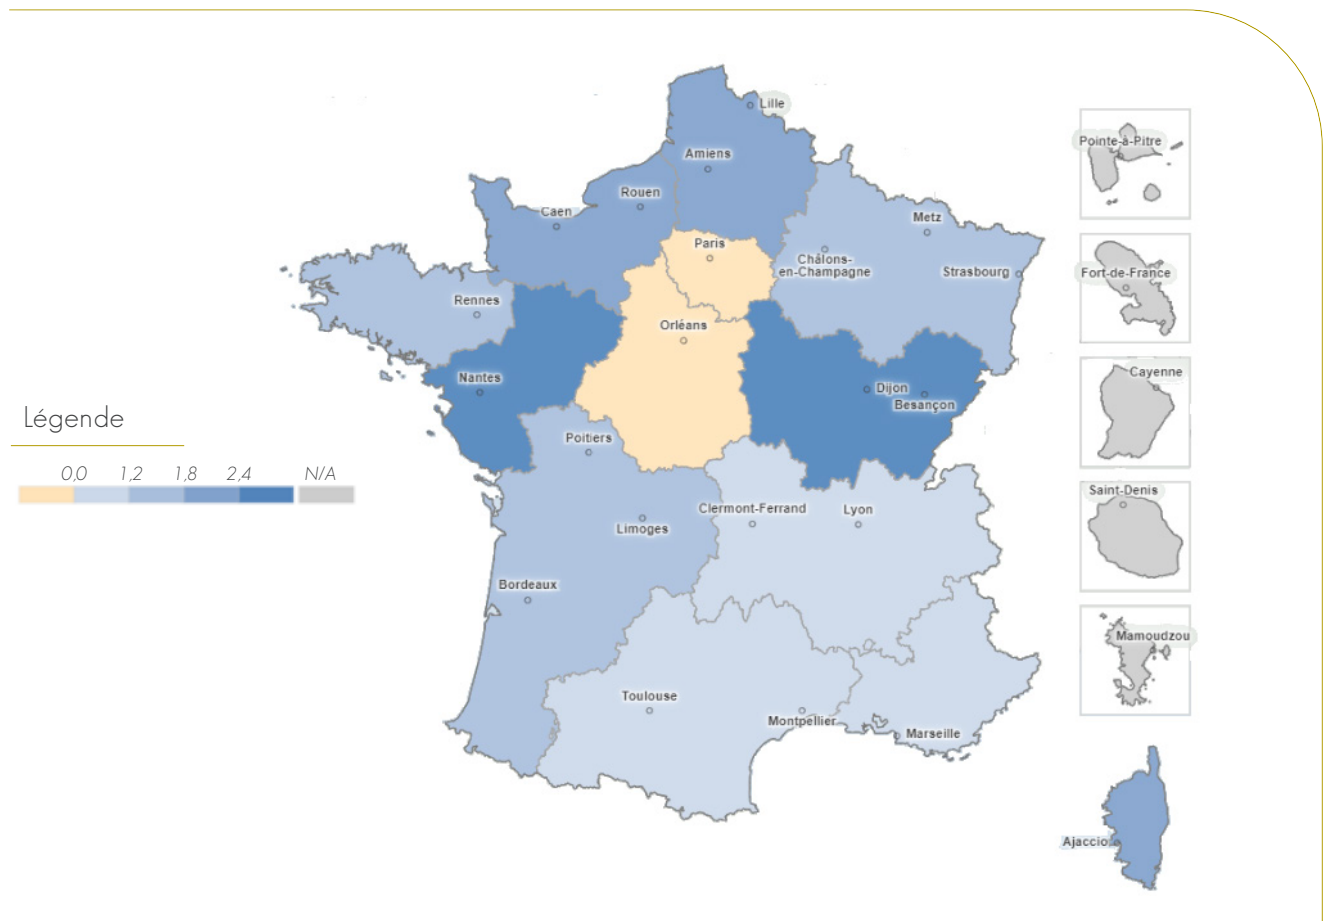 Lille
Amiens
Rouen
Caen
Paris
Metz
Châlons-
en-Champagne
Strasbourg
Rennes
Orléans
Nantes
Dijon
Besançon
Poitiers
Clermont-Ferrand
Lyon
Limoges
Bordeaux
Toulouse
Montpellier
Marseille
Pointe-à-Pitre
Fort-de-France
Cayenne
Saint-Denis
Mamoudzou
Ajaccio
Légende
0,0 1,2 1,8 2,4 N/A